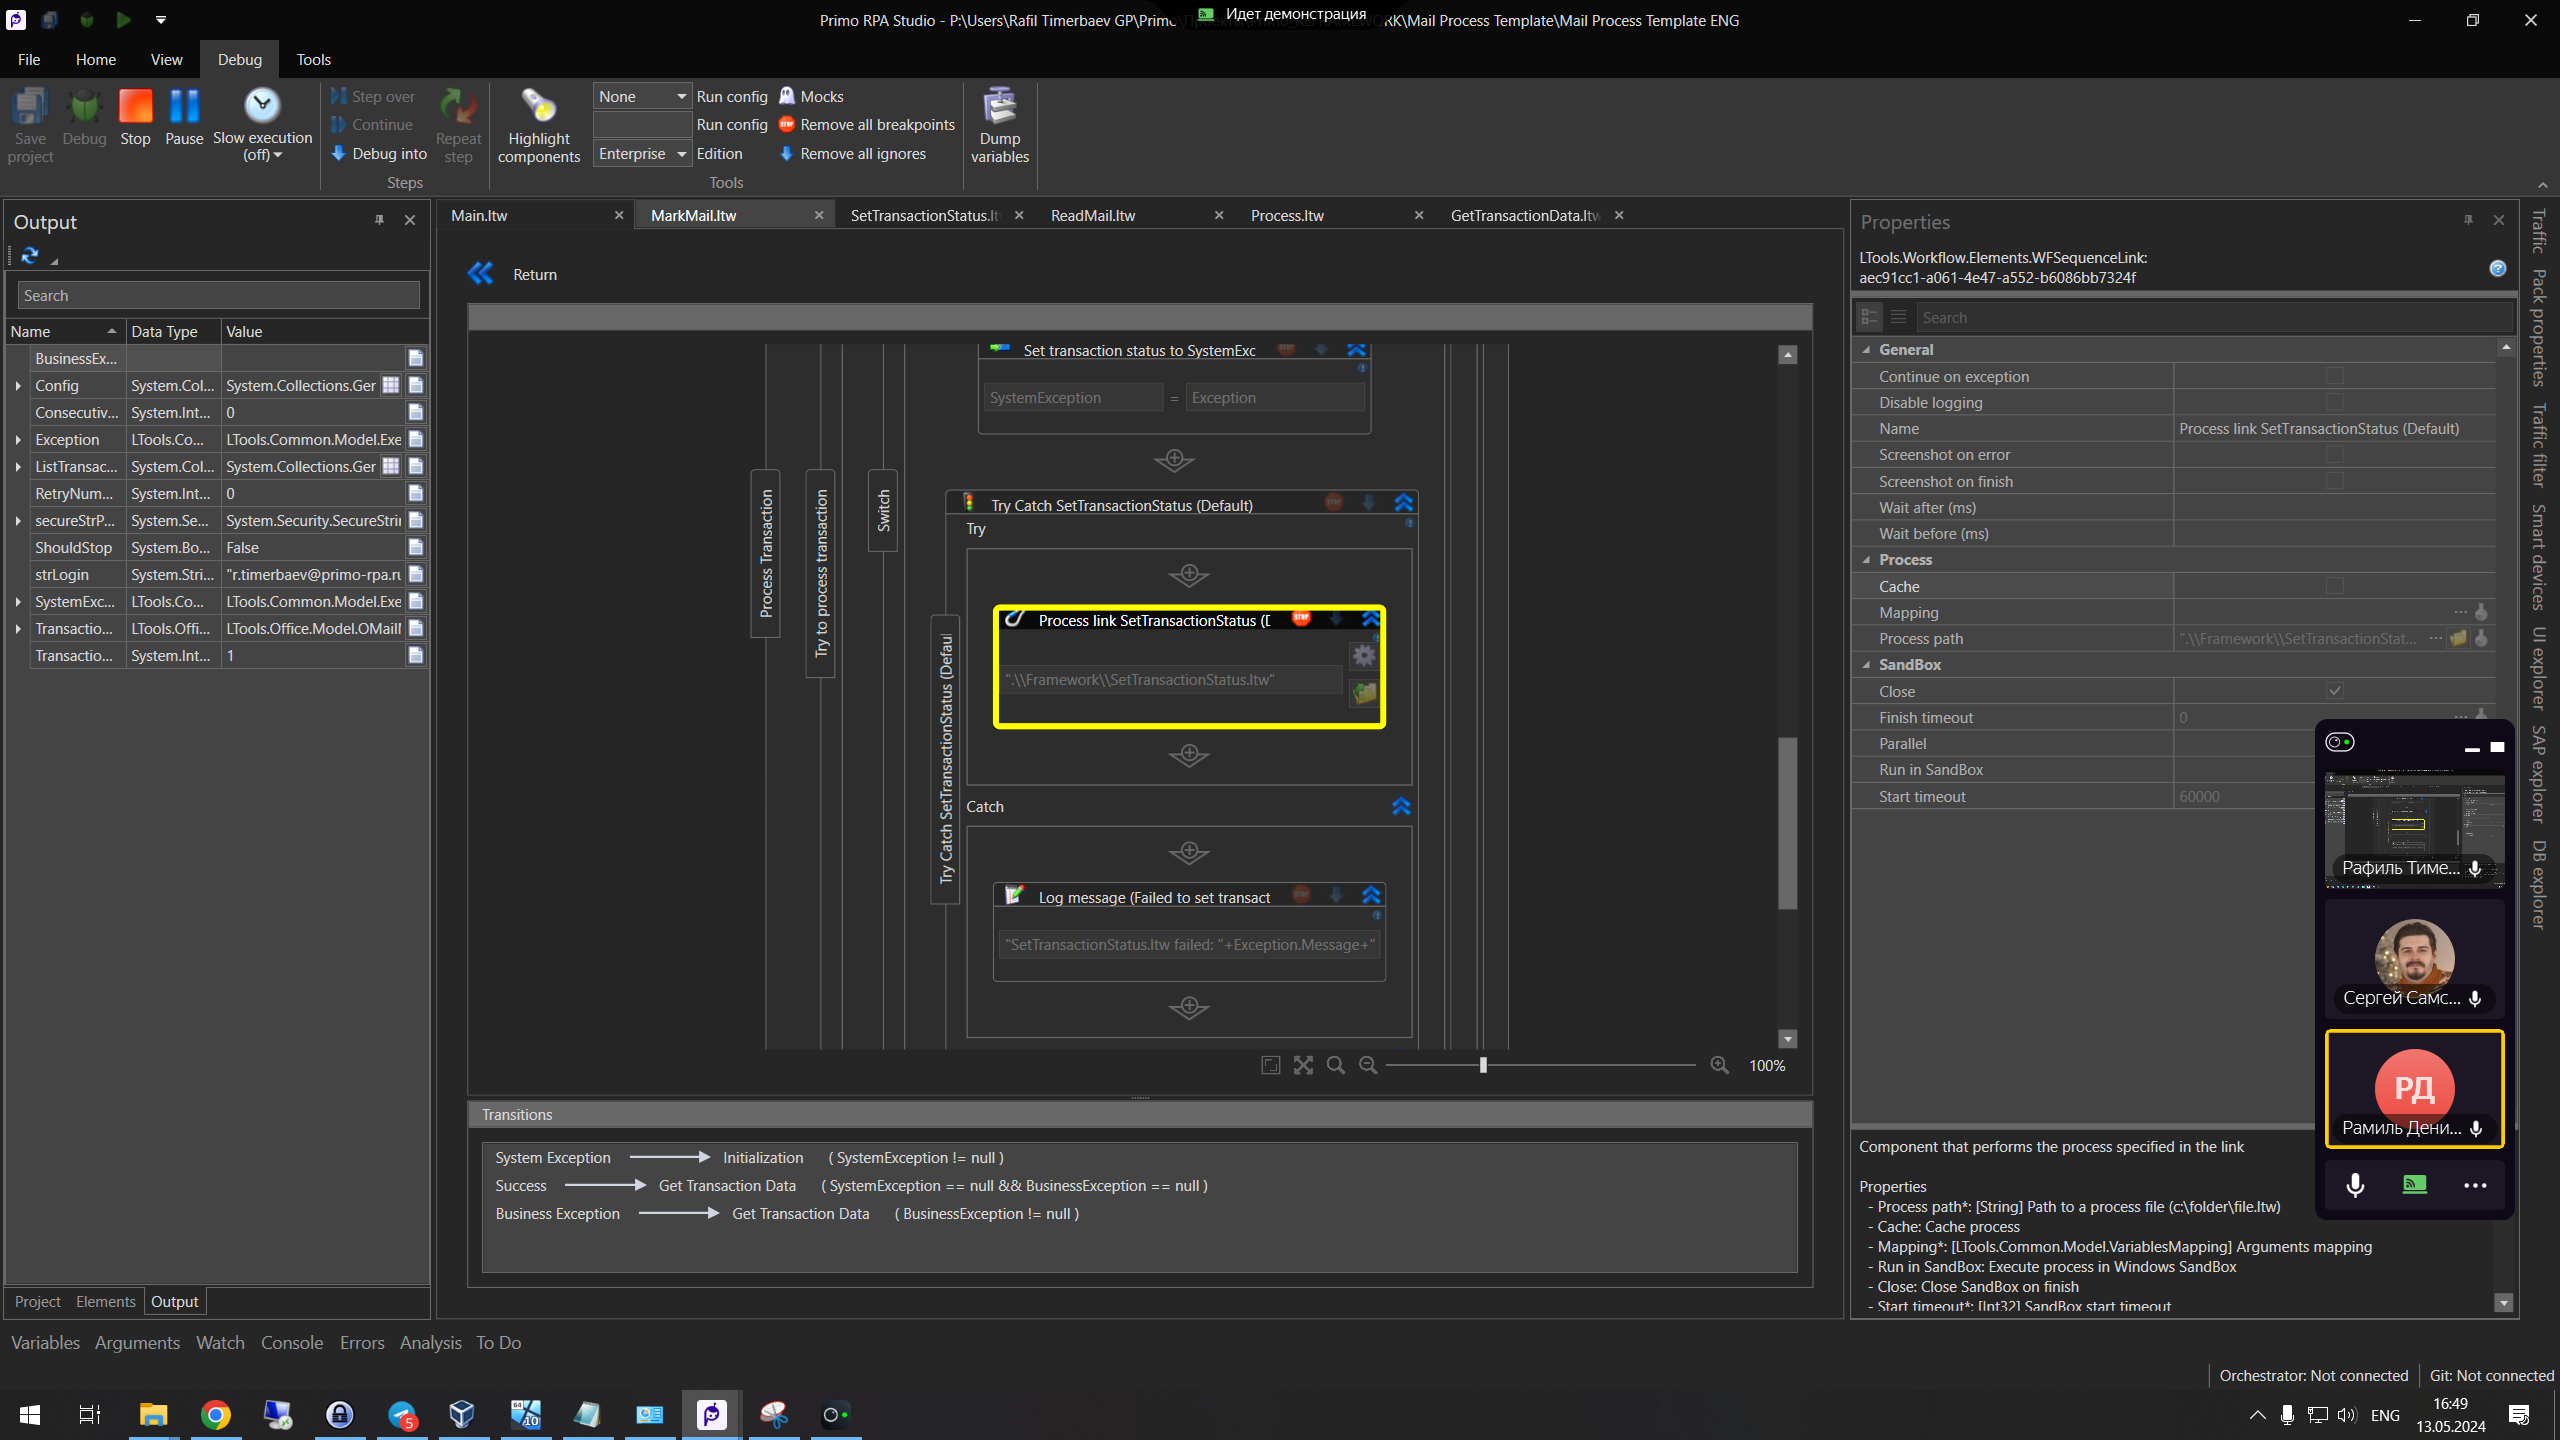 Primo RPA Studio - P:\Users\Rafil Timerbaev GP\Primo
Идет демонстрация
RK\Mail Process Template\Mail Process Template ENG
File
Home
View
Debug
Tools
Save project
Debug
Stop
Pause
Slow execution (off)
Step over
Continue
Debug into
Repeat step
Steps
Highlight components
None
Run config
Run config
Enterprise
Edition
Mocks
Remove all breakpoints
Remove all ignores
Tools
Dump variables
Output
Search
Name Data Type Value
BusinessEx...
Config System.Col... System.Collections.Ger
Consecutiv... System.Int... 0
Exception LTools.Co... LTools.Common.Model.Exe
ListTransac... System.Col... System.Collections.Ger
RetryNum... System.Int... 0
secureStrP... System.Se... System.Security.SecureStri
ShouldStop System.Bo... False
strLogin System.Stri... "r.timerbaev@primo-rpa.ru
SystemExc... LTools.Co... LTools.Common.Model.Exe
Transactio... LTools.Offi... LTools.Office.Model.OMailM
Transactio... System.Int... 1
Project
Elements
Output
Main.ltw
MarkMail.ltw
SetTransactionStatus.lt
ReadMail.ltw
Process.ltw
GetTransactionData.ltw
Return
Process Transaction
Try to process transaction
Switch
Try Catch SetTransactionStatus (Defaul
Set transaction status to SystemExc
SystemException = Exception
Try Catch SetTransactionStatus (Default)
Try
Process link SetTransactionStatus ([
".\\Framework\\SetTransactionStatus.ltw"
Catch
Log message (Failed to set transact
"SetTransactionStatus.ltw failed: "+Exception.Message+"
100%
Transitions
System Exception Initialization ( SystemException != null )
Success Get Transaction Data ( SystemException == null && BusinessException == null )
Business Exception Get Transaction Data ( BusinessException != null )
Properties
LTools.Workflow.Elements.WFSequenceLink:
aec91cc1-a061-4e47-a552-b6086bb7324f
Search
General
Continue on exception
Disable logging
Name Process link SetTransactionStatus (Default)
Screenshot on error
Screenshot on finish
Wait after (ms)
Wait before (ms)
Process
Cache
Mapping ...
Process path ".\\Framework\\SetTransactionStat... ...
SandBox
Close
Finish timeout 0
Parallel
Run in SandBox
Start timeout 60000
Рафиль Тиме...
Сергей Самс...
РД
Рамиль Дени...
Component that performs the process specified in the link
Properties
- Process path*: [String] Path to a process file (c:\folder\file.ltw)
- Cache: Cache process
- Mapping*: [LTools.Common.Model.VariablesMapping] Arguments mapping
- Run in SandBox: Execute process in Windows SandBox
- Close: Close SandBox on finish
- Start timeout*: [Int32] SandBox start timeout
Traffic
Pack properties
Traffic filter
Smart devices
UI explorer
SAP explorer
DB explorer
Variables
Arguments
Watch
Console
Errors
Analysis
To Do
Orchestrator: Not connected
Git: Not connected
5
64
10
ENG
16:49
13.05.2024